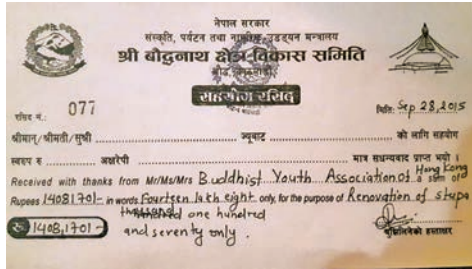 नेपाल सरकार
संस्कृति, पर्यटन तथा नागरिक उड्डयन मन्त्रालय
श्री बौद्धनाथ क्षेत्र विकास समिति
बौद्ध, काठमाडौं
सहयोग रसिद
रसिद नं.: 077 मिति: Sep 28, 2015
श्रीमान्/श्रीमती/सुश्री ज्यूबाट को लागि सहयोग
स्वरुप रु अक्षरेपी मात्र सधन्यवाद प्राप्त भयो ।
Received with thanks from Mr/Ms/Mrs Buddhist Youth Association of Hong Kong a sum of
Rupees 1408170/- in words Fourteen lakh eight only, for the purpose of Renovation of stupa
thousand one hundred
रु 1408,170/- and seventy only.
बुझिलिनेको हस्ताक्षर